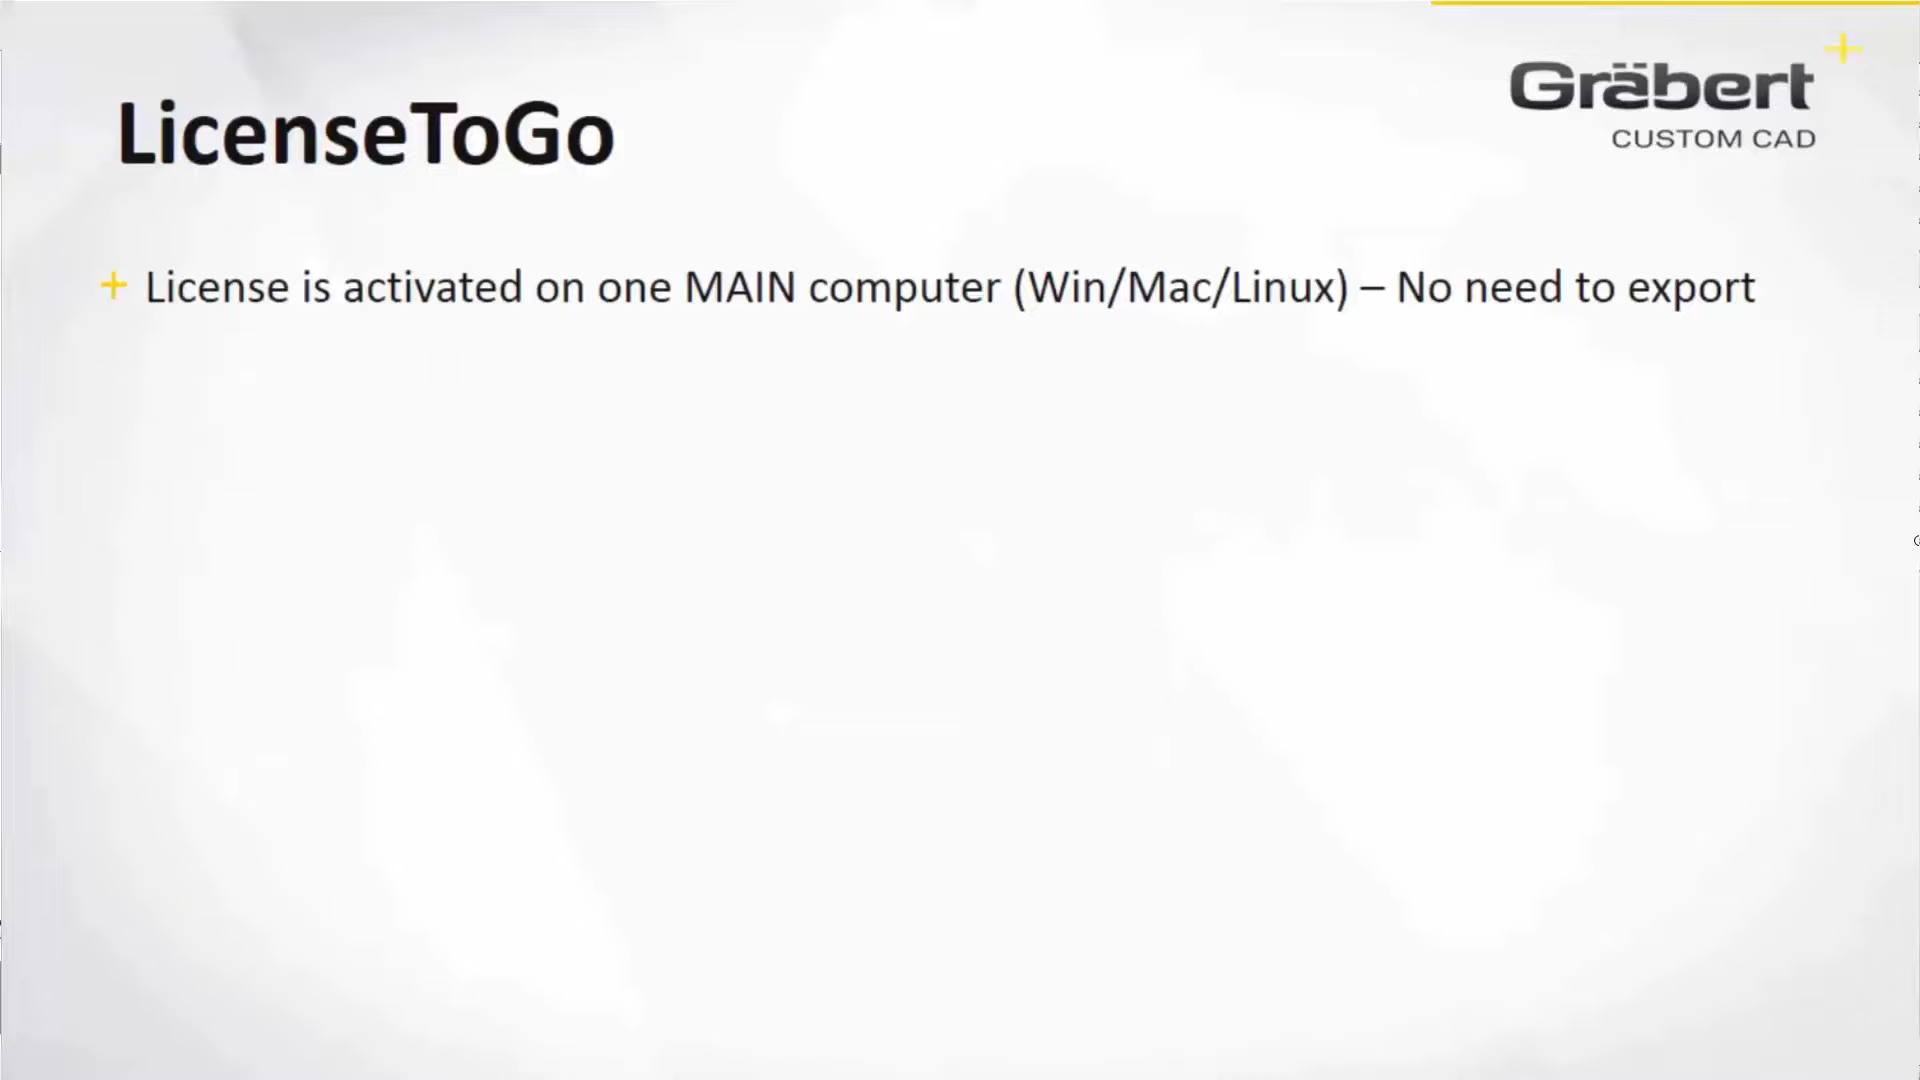 Gräbert
CUSTOM CAD
LicenseToGo
+ License is activated on one MAIN computer (Win/Mac/Linux) – No need to export